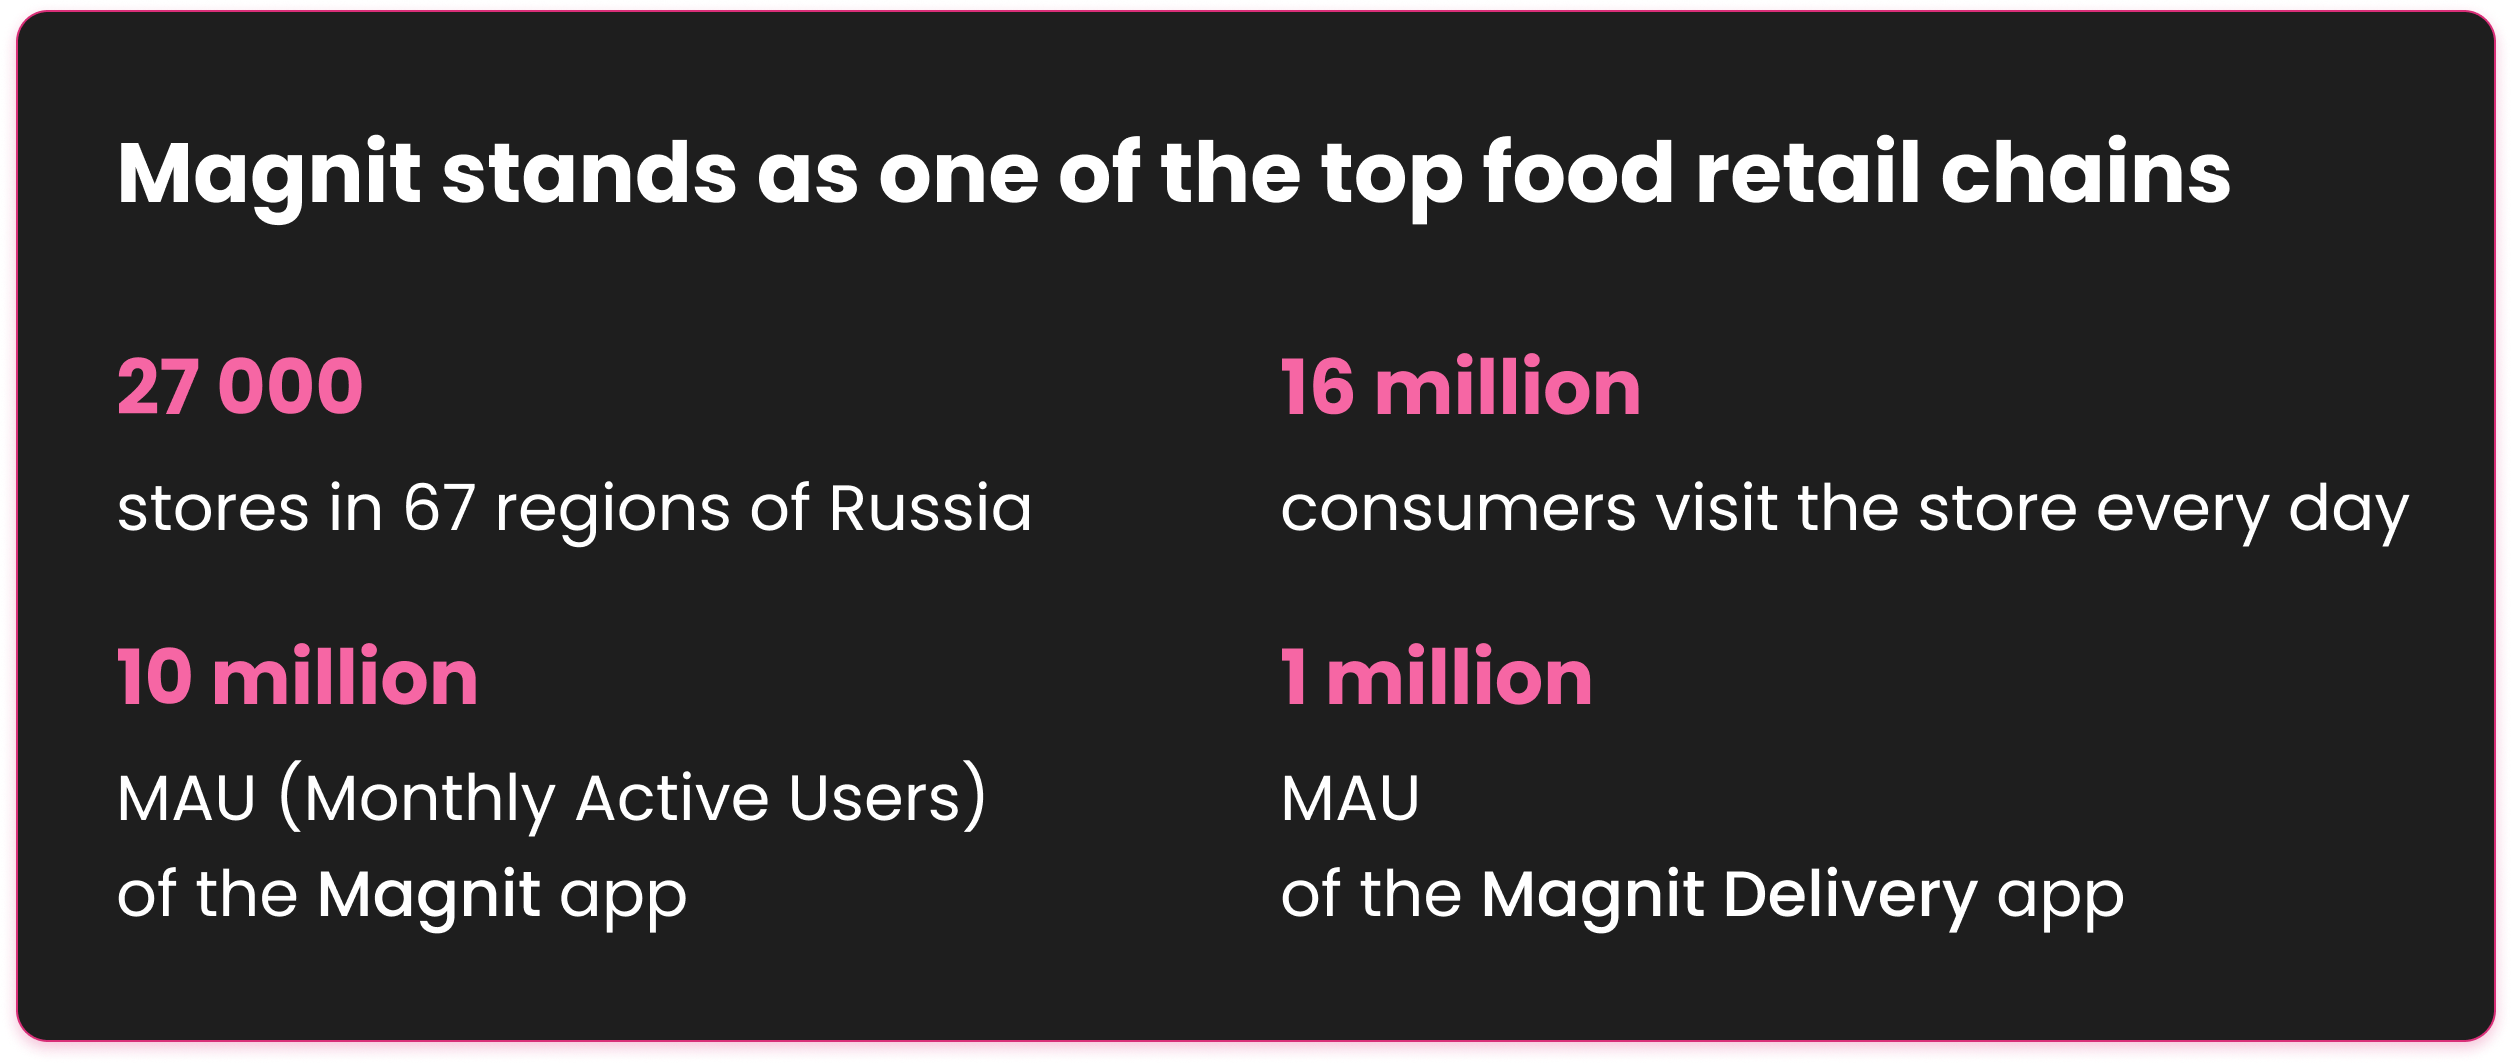 Magnit stands as one of the top food retail chains
27 000
stores in 67 regions of Russia
16 million
consumers visit the store every day
10 million
MAU (Monthly Active Users)
of the Magnit app
1 million
MAU
of the Magnit Delivery app